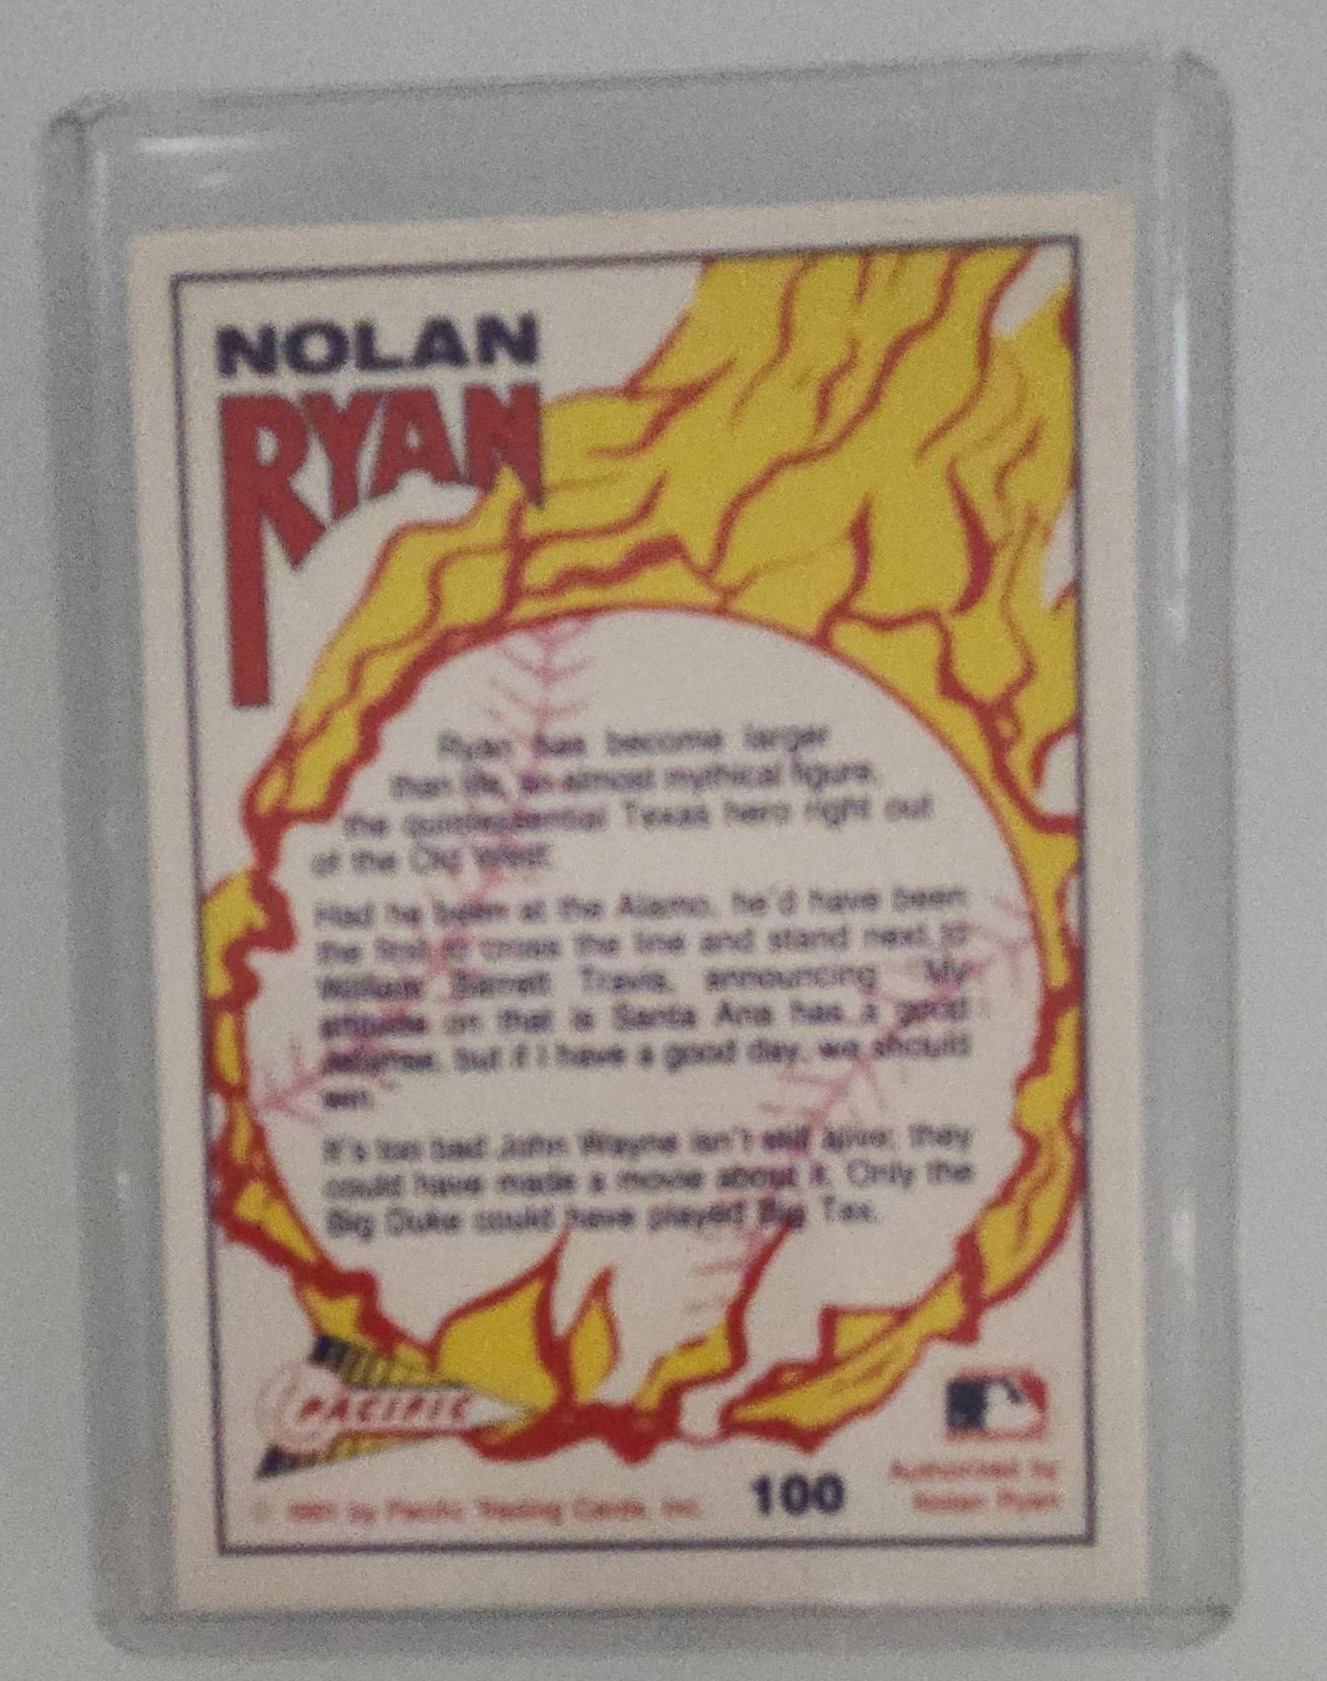 NOLAN
RYAN
Ryan has become larger
than life, an almost mythical figure,
the quintessential Texas hero right out
of the Old West.
Had he been at the Alamo, he'd have been
the first to cross the line and stand next to
William Barrett Travis, announcing "My
attitude on that is Santa Ana has a good
defense, but if I have a good day, we should
win."
It's too bad John Wayne isn't still alive; they
could have made a movie about it. Only the
Big Duke could have played Big Tex.
PACIFIC
© 1991 by Pacific Trading Cards, Inc.
100
Authorized by
Nolan Ryan